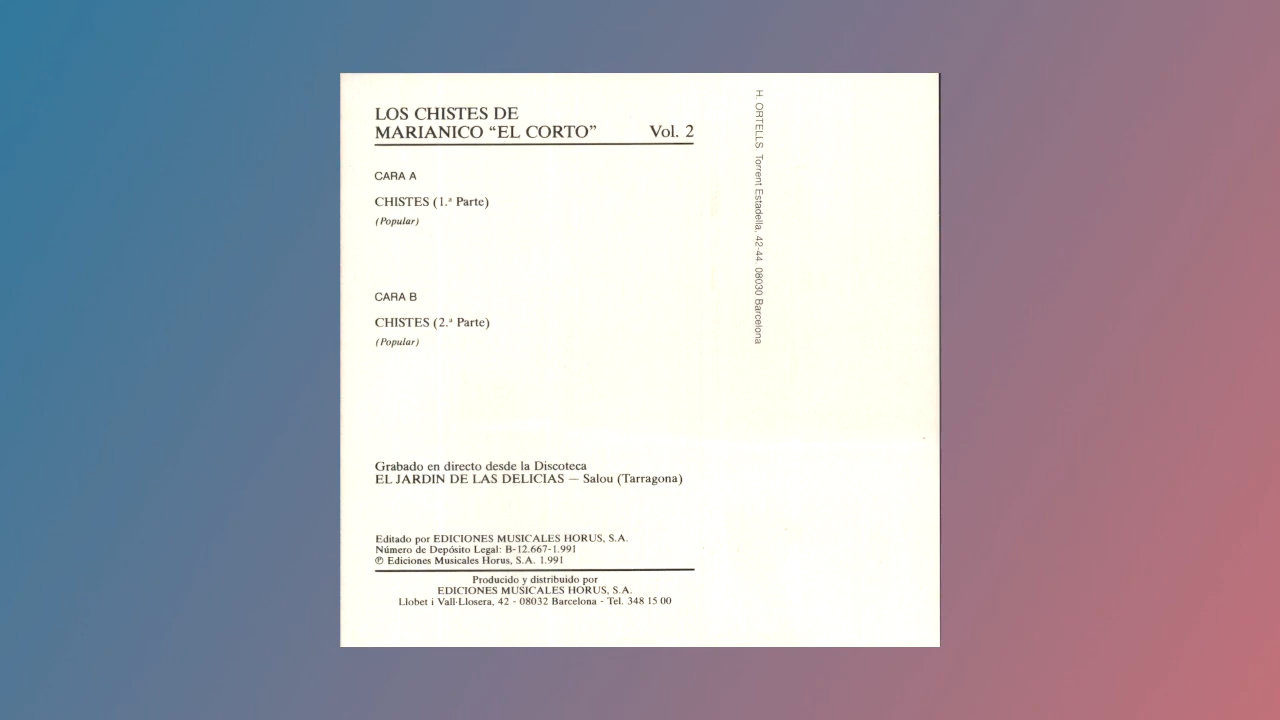 LOS CHISTES DE
MARIANICO “EL CORTO” Vol. 2
CARA A
CHISTES (1.ª Parte)
(Popular)
CARA B
CHISTES (2.ª Parte)
(Popular)
Grabado en directo desde la Discoteca
EL JARDIN DE LAS DELICIAS — Salou (Tarragona)
Editado por EDICIONES MUSICALES HORUS, S.A.
Número de Depósito Legal: B-12.667-1.991
℗ Ediciones Musicales Horus, S.A. 1.991
Producido y distribuido por
EDICIONES MUSICALES HORUS, S.A.
Llobet i Vall-Llosera, 42 - 08032 Barcelona - Tel. 348 15 00
H. ORTELLS. Torrent Estadella, 42-44. 08030 Barcelona